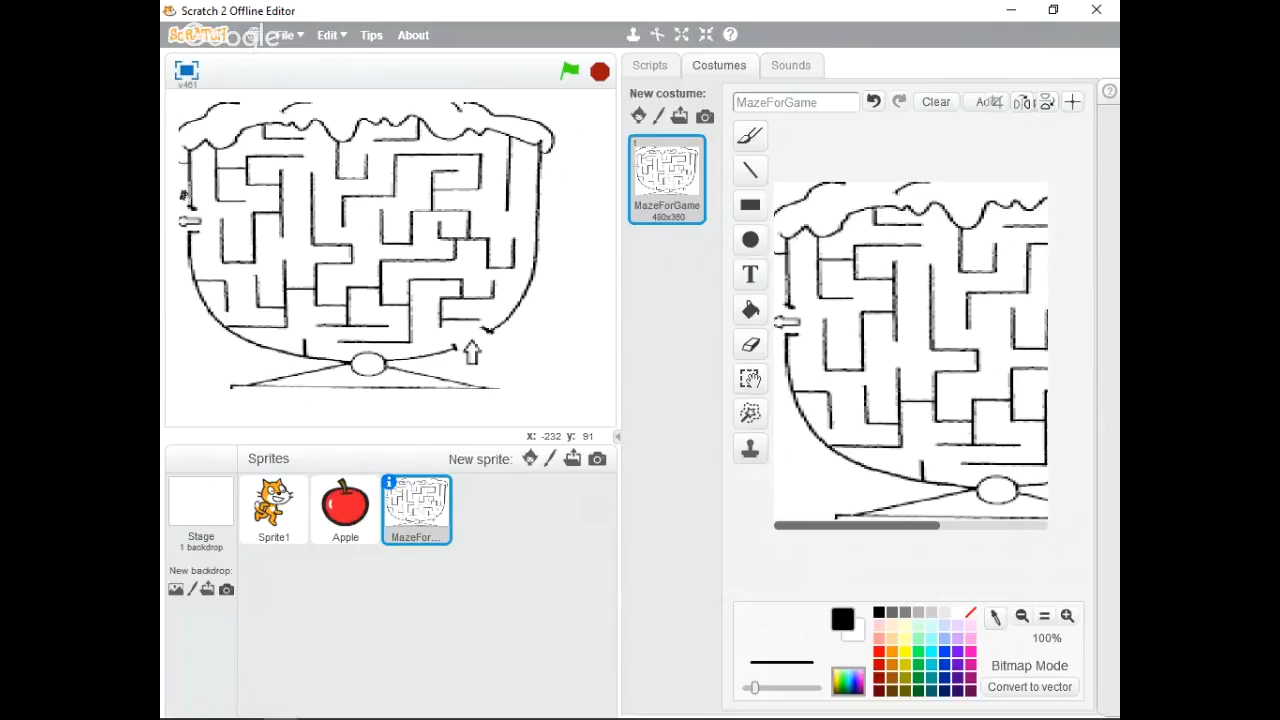 Scratch 2 Offline Editor
SCRATCH Google File Edit Tips About
v461
Scripts Costumes Sounds
New costume:
MazeForGame
Clear
1
MazeForGame
480x360
T
x: -232 y: 91
Sprites
New sprite:
Stage
1 backdrop
New backdrop:
Sprite1
Apple
MazeFor...
100%
Bitmap Mode
Convert to vector